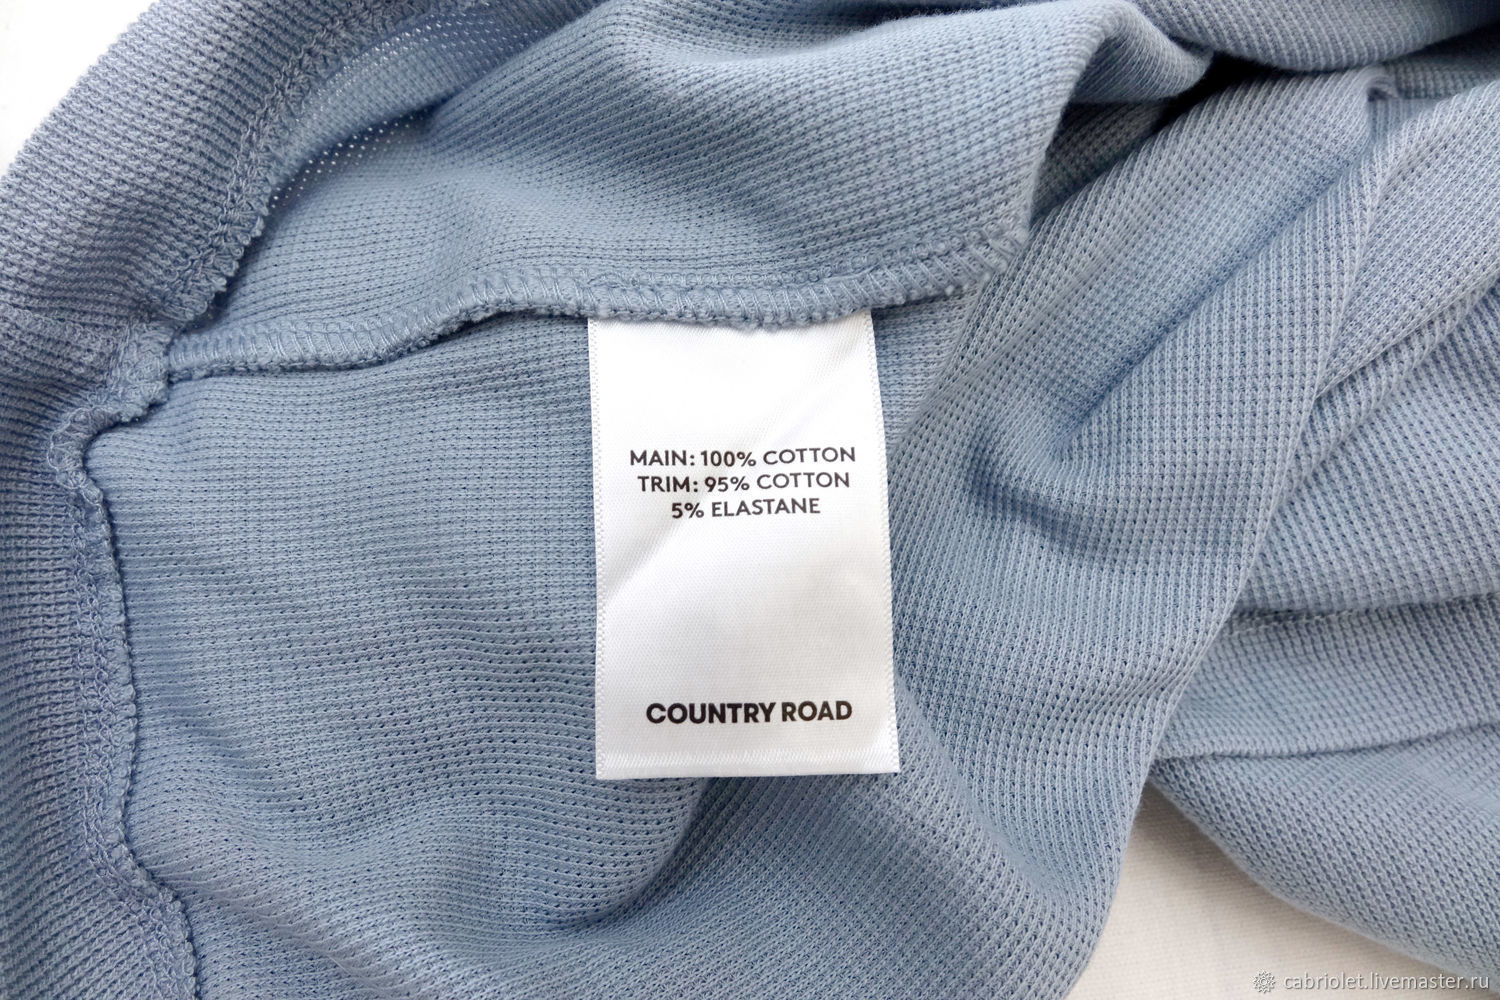 MAIN: 100% COTTON
TRIM: 95% COTTON
5% ELASTANE
COUNTRY ROAD
cabriolet.livemaster.ru